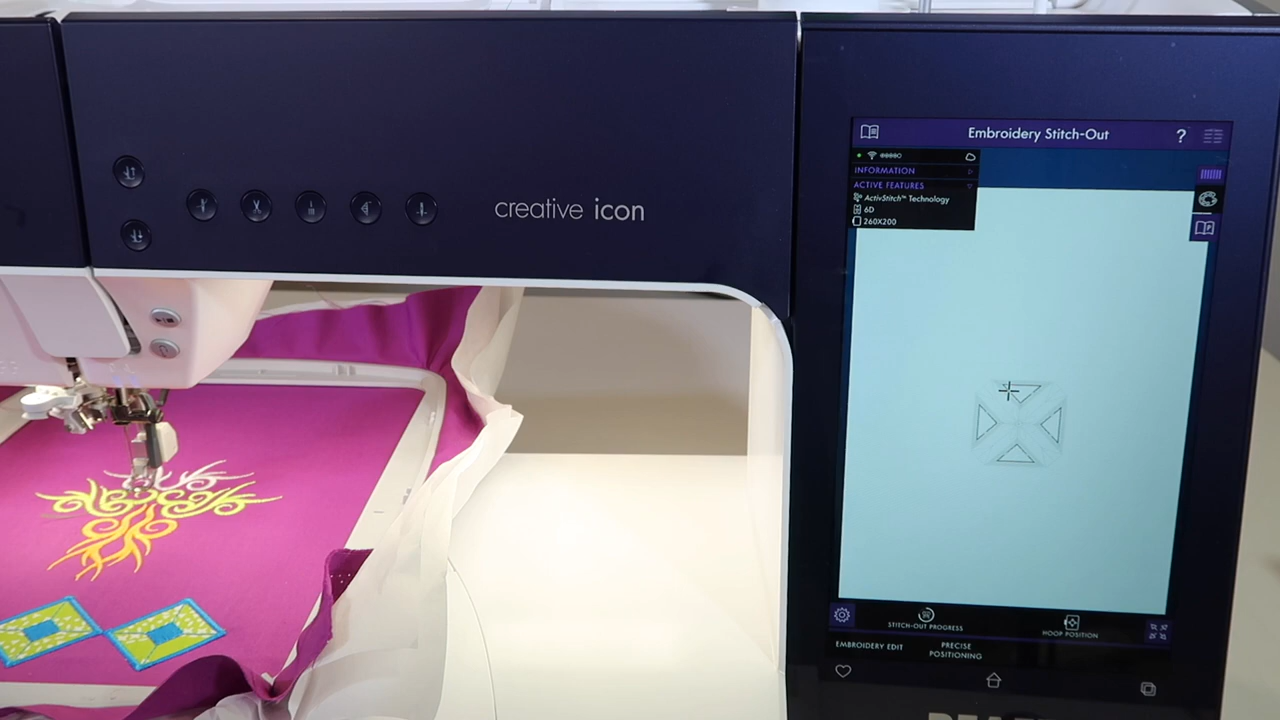 creative icon
Embroidery Stitch-Out
?
INFORMATION
ACTIVE FEATURES
ActivStitch™ Technology
6D
260X200
STITCH-OUT PROGRESS
HOOP POSITION
EMBROIDERY EDIT
PRECISE
POSITIONING